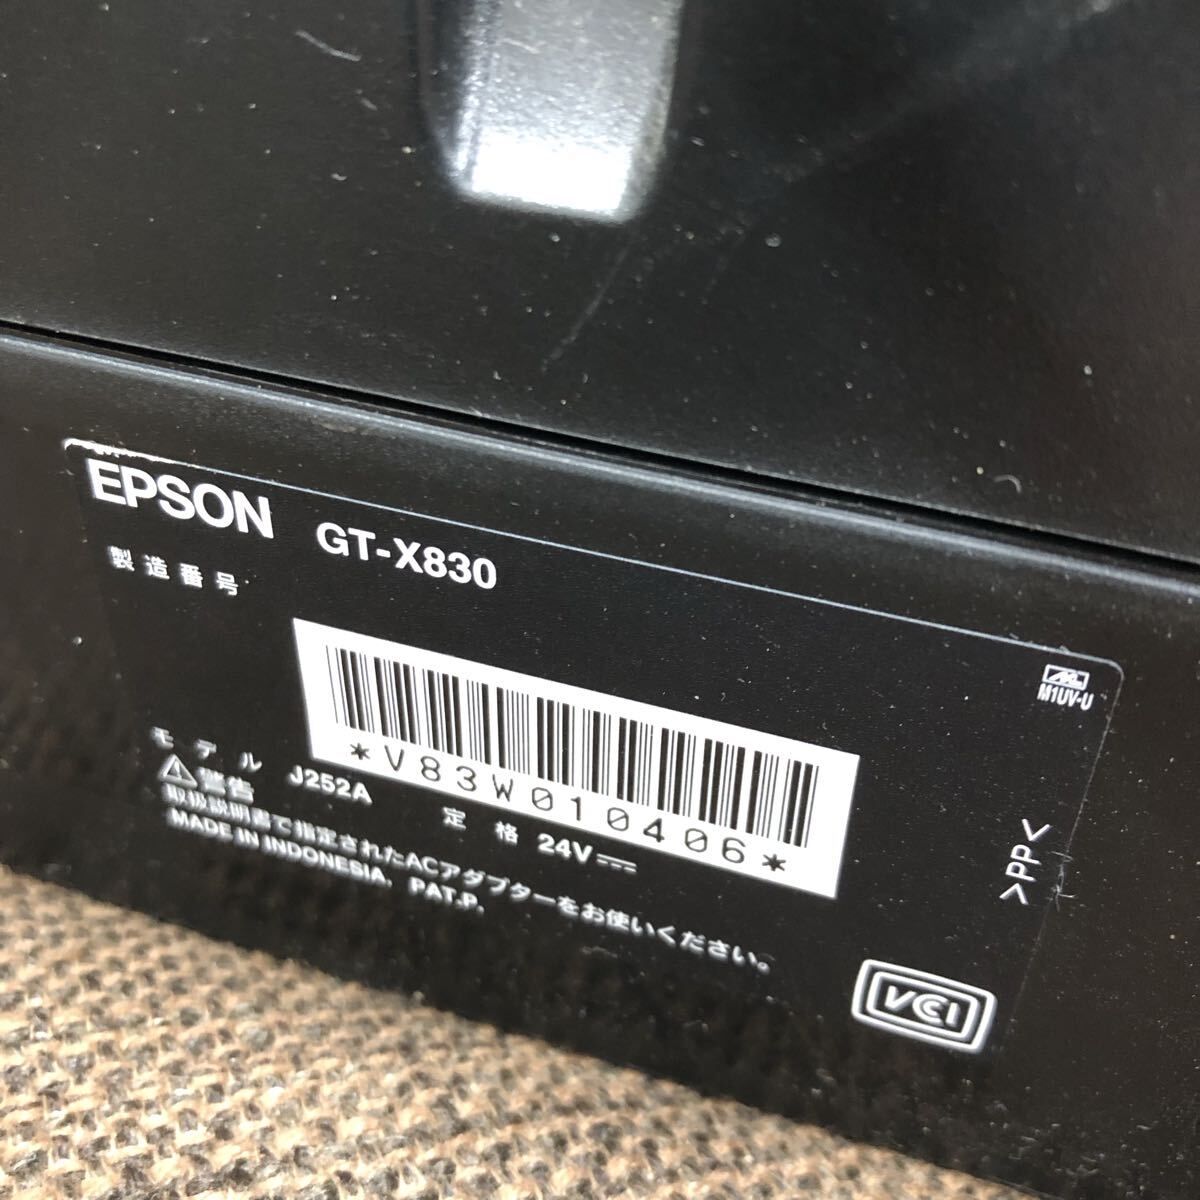 EPSON GT-X830
製造番号
M1UV-U
*V83W010406*
モデル J252A 定格 24V⎓
⚠警告
取扱説明書で指定されたACアダプターをお使いください。
MADE IN INDONESIA. PAT.P.
>PP<
VCI